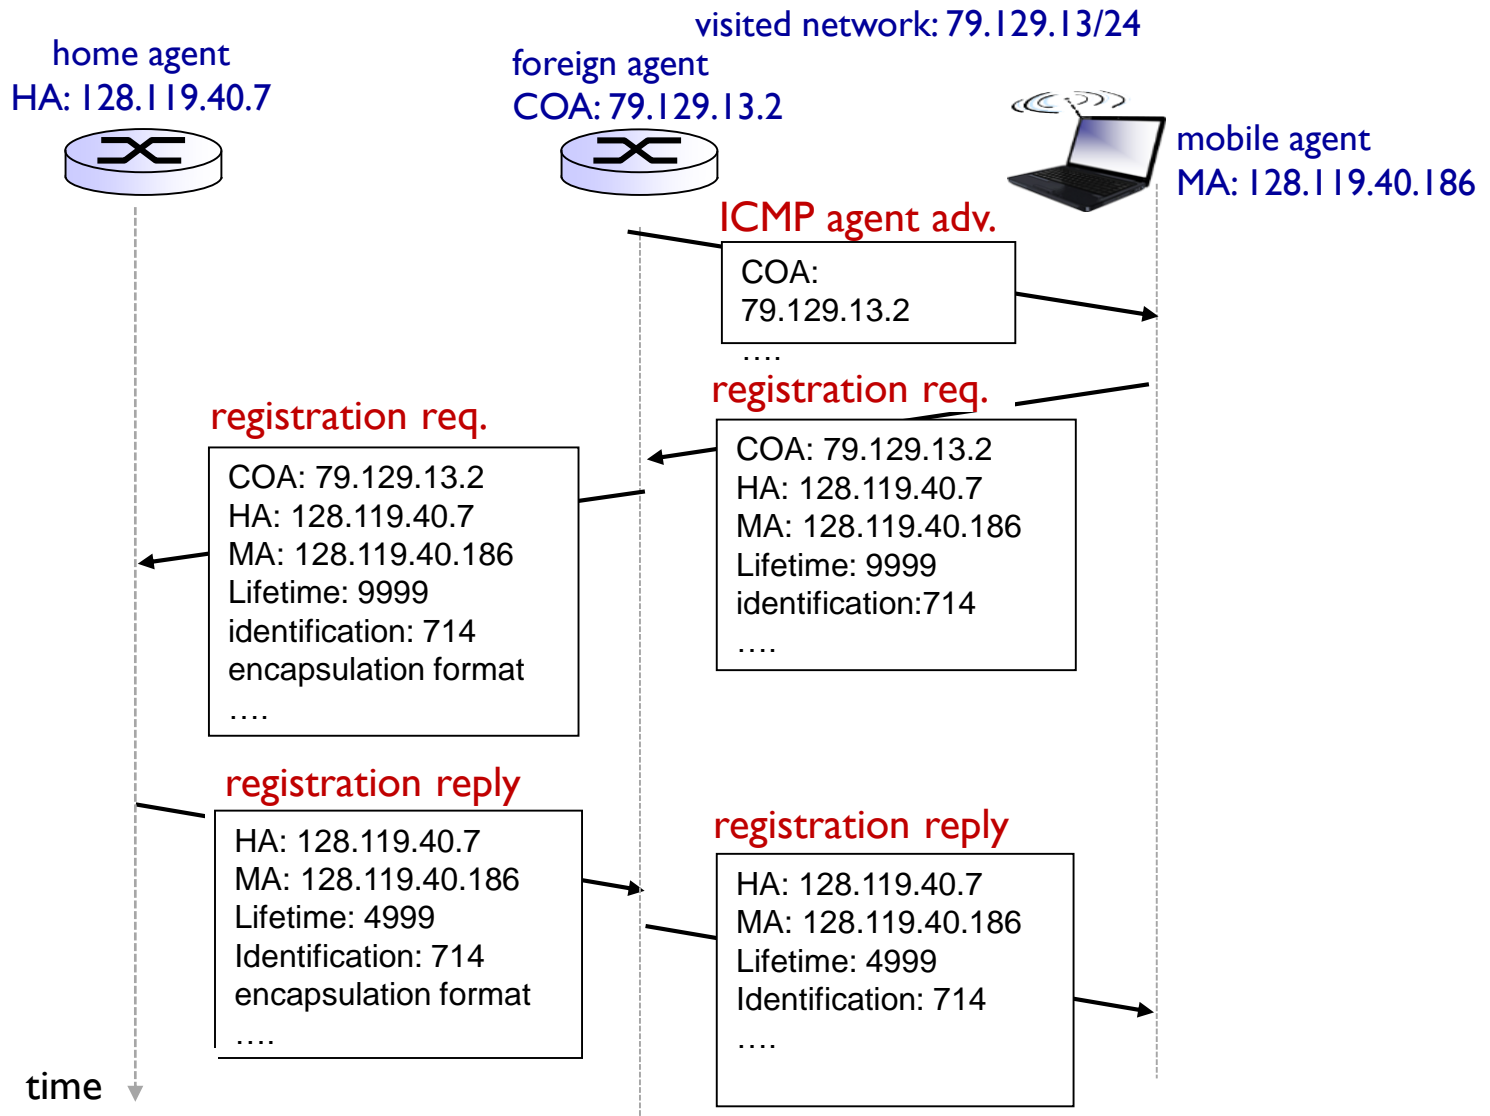 visited network: 79.129.13/24
home agent
HA: 128.119.40.7
foreign agent
COA: 79.129.13.2
mobile agent
MA: 128.119.40.186
ICMP agent adv.
COA:
79.129.13.2
….
registration req.
COA: 79.129.13.2
HA: 128.119.40.7
MA: 128.119.40.186
Lifetime: 9999
identification:714
….
registration req.
COA: 79.129.13.2
HA: 128.119.40.7
MA: 128.119.40.186
Lifetime: 9999
identification: 714
encapsulation format
….
registration reply
HA: 128.119.40.7
MA: 128.119.40.186
Lifetime: 4999
Identification: 714
encapsulation format
….
registration reply
HA: 128.119.40.7
MA: 128.119.40.186
Lifetime: 4999
Identification: 714
….
time